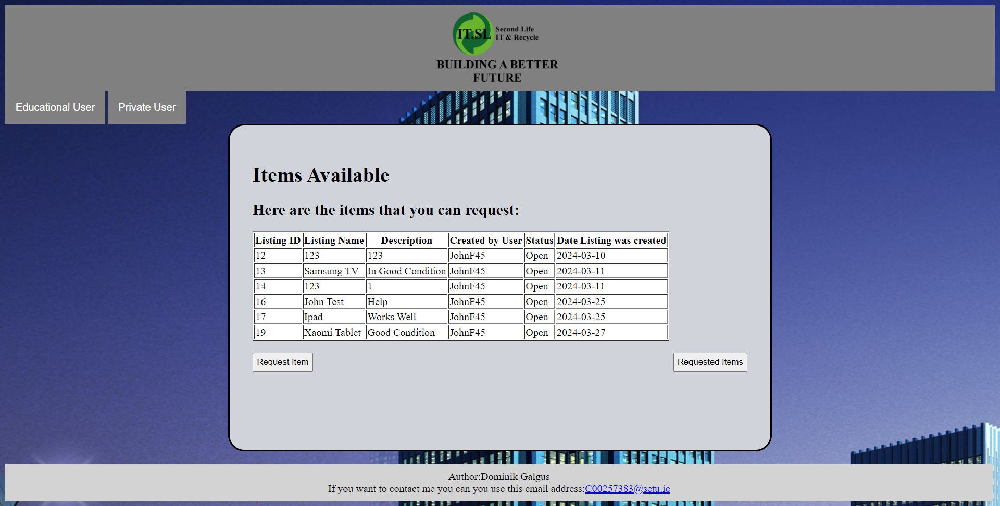 IT.SL Second Life
IT & Recycle
BUILDING A BETTER
FUTURE
Educational User Private User
Items Available
Here are the items that you can request:
Listing ID Listing Name Description Created by User Status Date Listing was created
12 123 123 JohnF45 Open 2024-03-10
13 Samsung TV In Good Condition JohnF45 Open 2024-03-11
14 123 1 JohnF45 Open 2024-03-11
16 John Test Help JohnF45 Open 2024-03-25
17 Ipad Works Well JohnF45 Open 2024-03-25
19 Xaomi Tablet Good Condition JohnF45 Open 2024-03-27
Request Item Requested Items
Author:Dominik Galgus
If you want to contact me you can you use this email address:C00257383@setu.ie